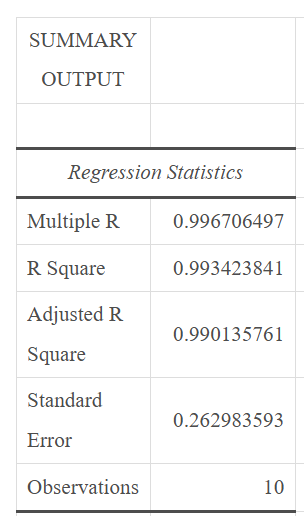 SUMMARY
OUTPUT
Regression Statistics
Multiple R 0.996706497
R Square 0.993423841
Adjusted R
Square 0.990135761
Standard
Error 0.262983593
Observations 10